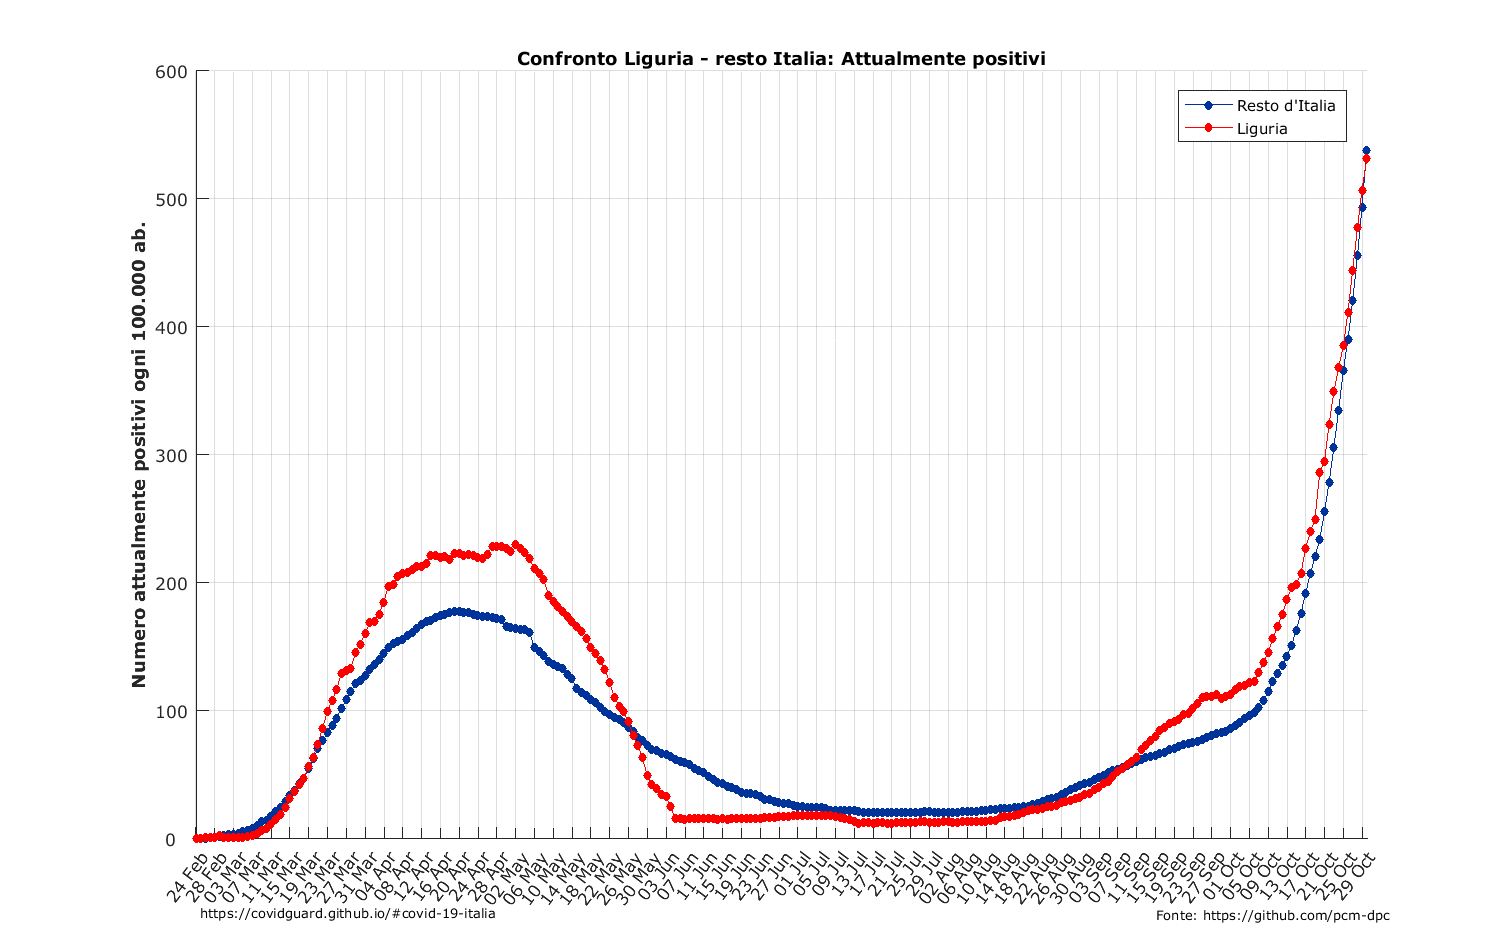 Confronto Liguria - resto Italia: Attualmente positivi
Resto d'Italia
Liguria
Numero attualmente positivi ogni 100.000 ab.
600
500
400
300
200
100
0
24 Feb
28 Feb
03 Mar
07 Mar
11 Mar
15 Mar
19 Mar
23 Mar
27 Mar
31 Mar
04 Apr
08 Apr
12 Apr
16 Apr
20 Apr
24 Apr
28 Apr
02 May
06 May
10 May
14 May
18 May
22 May
26 May
30 May
03 Jun
07 Jun
11 Jun
15 Jun
19 Jun
23 Jun
27 Jun
01 Jul
05 Jul
09 Jul
13 Jul
17 Jul
21 Jul
25 Jul
29 Jul
02 Aug
06 Aug
10 Aug
14 Aug
18 Aug
22 Aug
26 Aug
30 Aug
03 Sep
07 Sep
11 Sep
15 Sep
19 Sep
23 Sep
27 Sep
01 Oct
05 Oct
09 Oct
13 Oct
17 Oct
21 Oct
25 Oct
29 Oct
https://covidguard.github.io/#covid-19-italia
Fonte: https://github.com/pcm-dpc